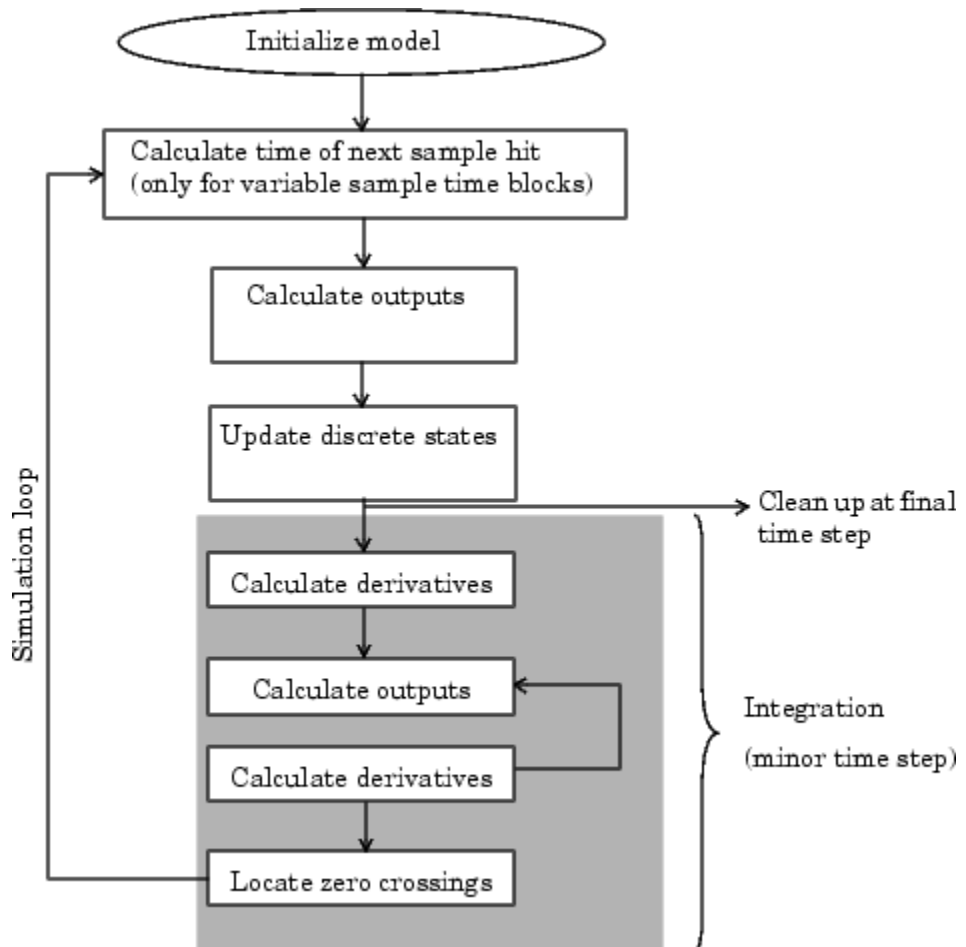 Initialize model
Calculate time of next sample hit
(only for variable sample time blocks)
Calculate outputs
Update discrete states
Clean up at final
time step
Simulation loop
Calculate derivatives
Calculate outputs
Integration
(minor time step)
Calculate derivatives
Locate zero crossings